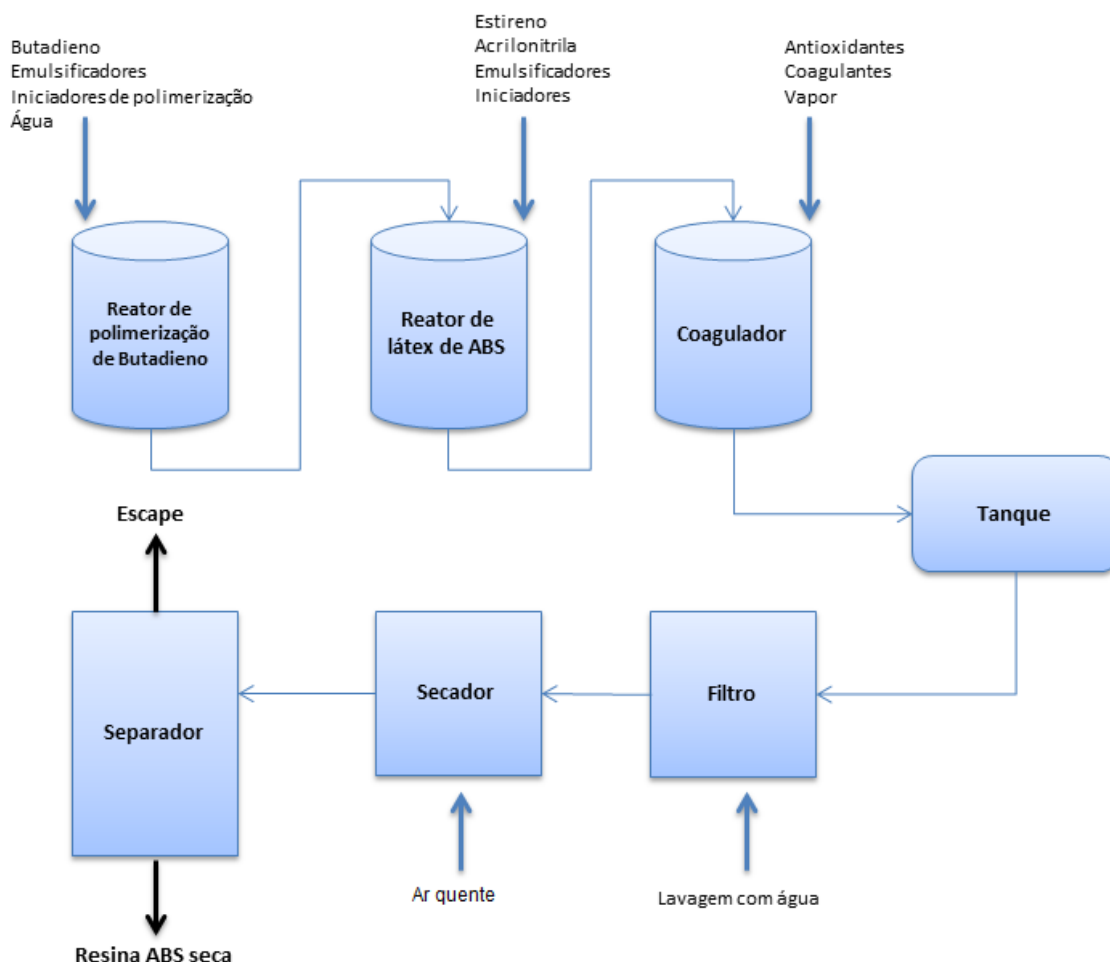 Butadieno
Emulsificadores
Iniciadores de polimerização
Água
Estireno
Acrilonitrila
Emulsificadores
Iniciadores
Antioxidantes
Coagulantes
Vapor
Reator de
polimerização
de Butadieno
Reator de
látex de ABS
Coagulador
Tanque
Escape
Separador
Secador
Filtro
Ar quente
Lavagem com água
Resina ABS seca